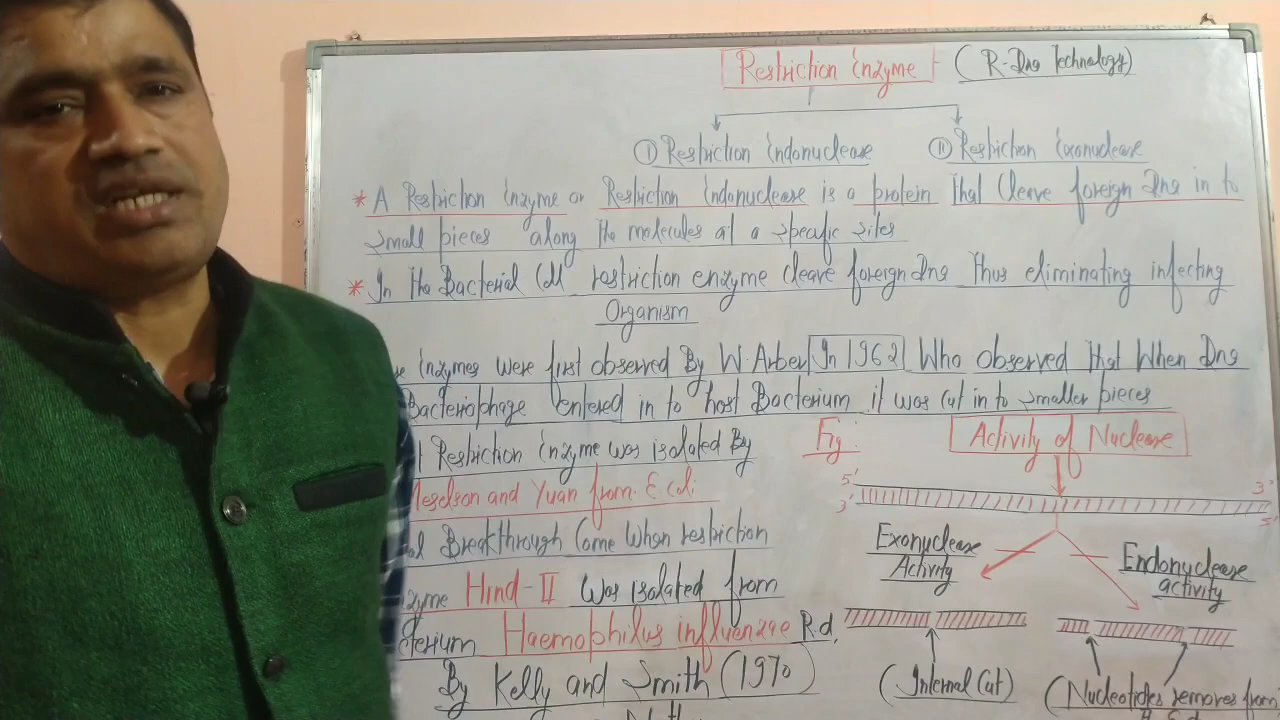 Restriction Enzyme (R-Dna Technology)
① Restriction Endonuclease ② Restriction Exonuclease
* A Restriction Enzyme or Restriction Endonuclease is a protein That Cleave foreign Dna in to
small pieces along the molecules at a specific sites
* In the Bacterial Cell restriction enzyme cleave foreign Dna Thus eliminating infecting
Organism
Enzymes were first observed By W. Arber In 1962 Who observed that When Dna
Bacteriophage entered in to host Bacterium it was cut in to smaller pieces
Restriction Enzyme was isolated By
Meselson and Yuan from E. Coli
Breakthrough Come When restriction
Hind-II Was isolated from
Haemophilus influenzae Rd.
By Kelly and Smith (1970)
Fig:
Activity of Nuclease
5' 3'
3' 5'
Exonuclease
Activity
Endonuclease
activity
(Internal Cut)
(Nucleotides removes from